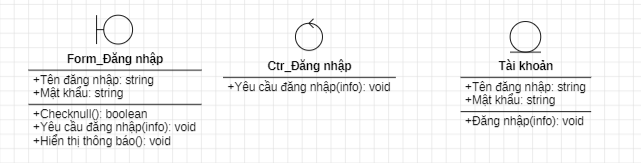 Form_Đăng nhập
+Tên đăng nhập: string
+Mật khẩu: string
+Checknull(): boolean
+Yêu cầu đăng nhập(info): void
+Hiển thị thông báo(): void
Ctr_Đăng nhập
+Yêu cầu đăng nhập(info): void
Tài khoản
+Tên đăng nhập: string
+Mật khẩu: string
+Đăng nhập(info): void